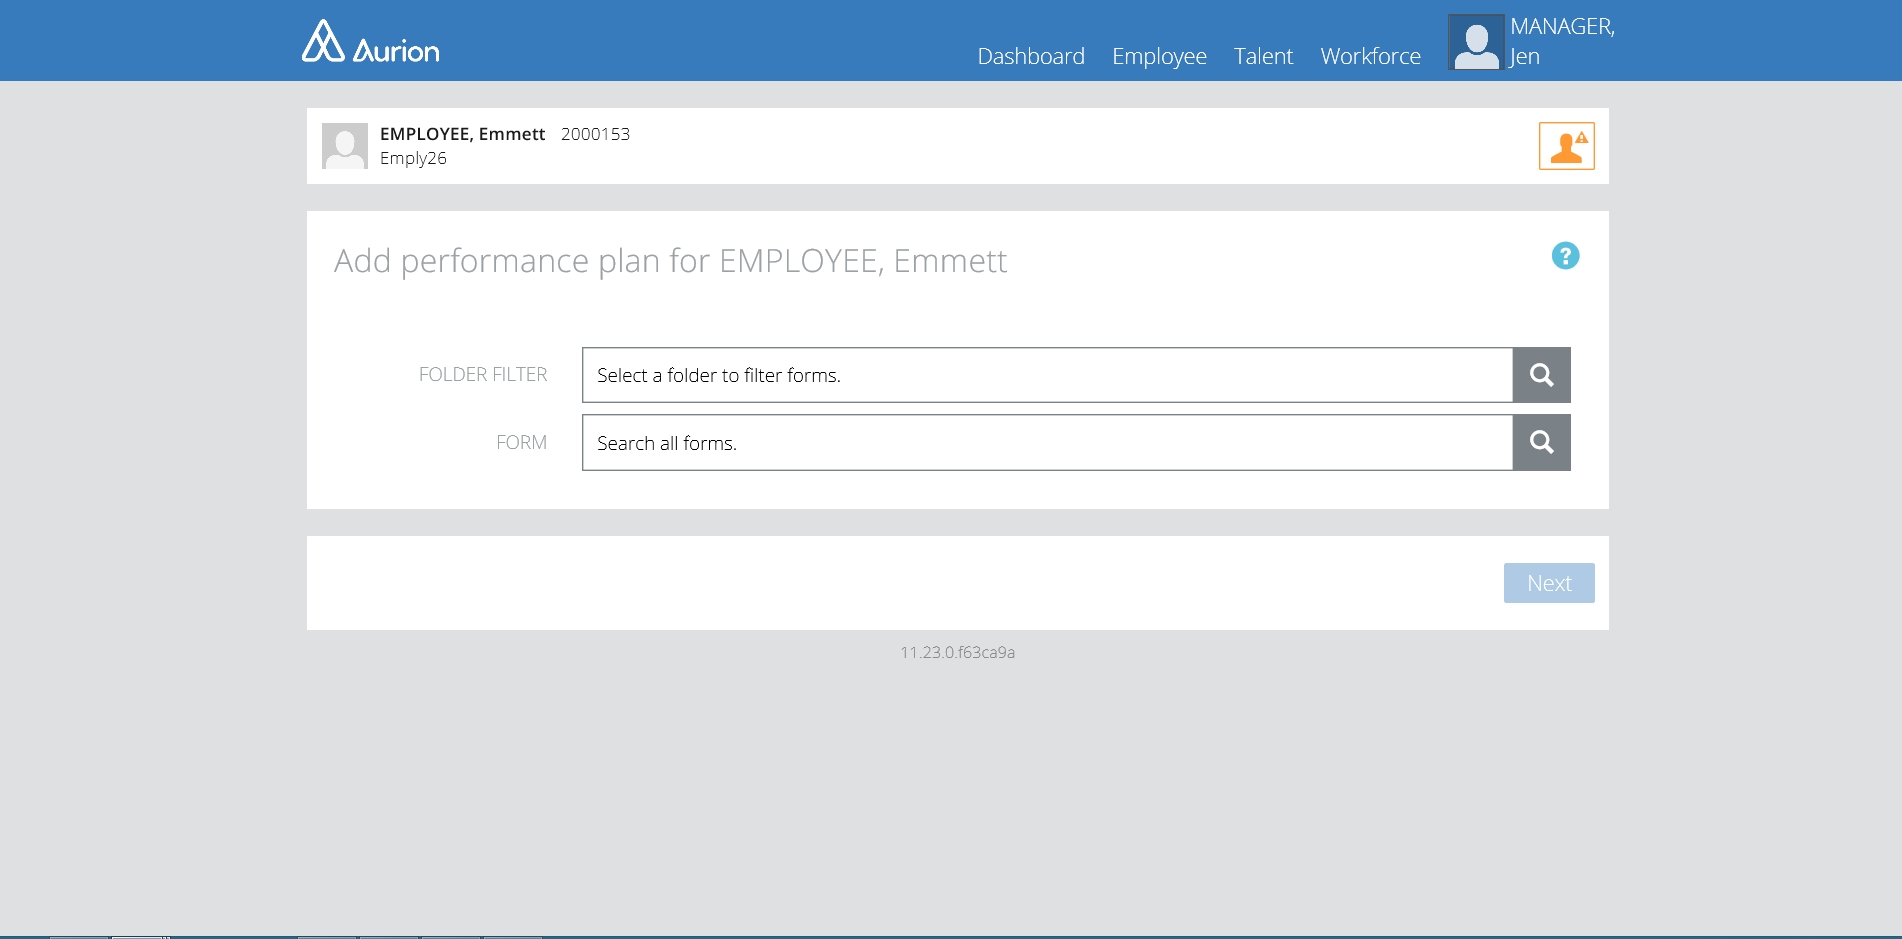 Aurion
Dashboard Employee Talent Workforce
MANAGER,
Jen
EMPLOYEE, Emmett 2000153
Emply26
Add performance plan for EMPLOYEE, Emmett
?
FOLDER FILTER Select a folder to filter forms.
FORM Search all forms.
Next
11.23.0.f63ca9a